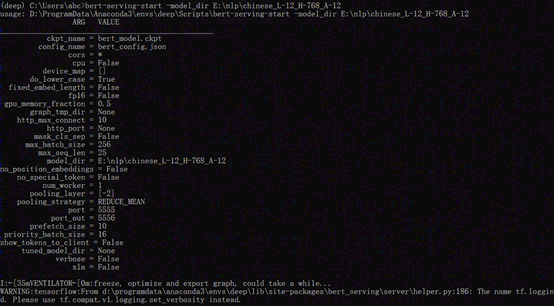 (deep) C:\Users\abc>bert-serving-start -model_dir E:\nlp\chinese_L-12_H-768_A-12
usage: D:\ProgramData\Anaconda3\envs\deep\Scripts\bert-serving-start -model_dir E:\nlp\chinese_L-12_H-768_A-12
ARG VALUE
ckpt_name = bert_model.ckpt
config_name = bert_config.json
cors = *
cpu = False
device_map = []
do_lower_case = True
fixed_embed_length = False
fp16 = False
gpu_memory_fraction = 0.5
graph_tmp_dir = None
http_max_connect = 10
http_port = None
mask_cls_sep = False
max_batch_size = 256
max_seq_len = 25
model_dir = E:\nlp\chinese_L-12_H-768_A-12
no_position_embeddings = False
no_special_token = False
num_worker = 1
pooling_layer = [-2]
pooling_strategy = REDUCE_MEAN
port = 5555
port_out = 5556
prefetch_size = 10
priority_batch_size = 16
show_tokens_to_client = False
tuned_model_dir = None
verbose = False
xla = False
I:←[35mVENTILATOR←[0m:freeze, optimize and export graph, could take a while...
WARNING:tensorflow:From d:\programdata\anaconda3\envs\deep\lib\site-packages\bert_serving\server\helper.py:186: The name tf.loggin
d. Please use tf.compat.v1.logging.set_verbosity instead.